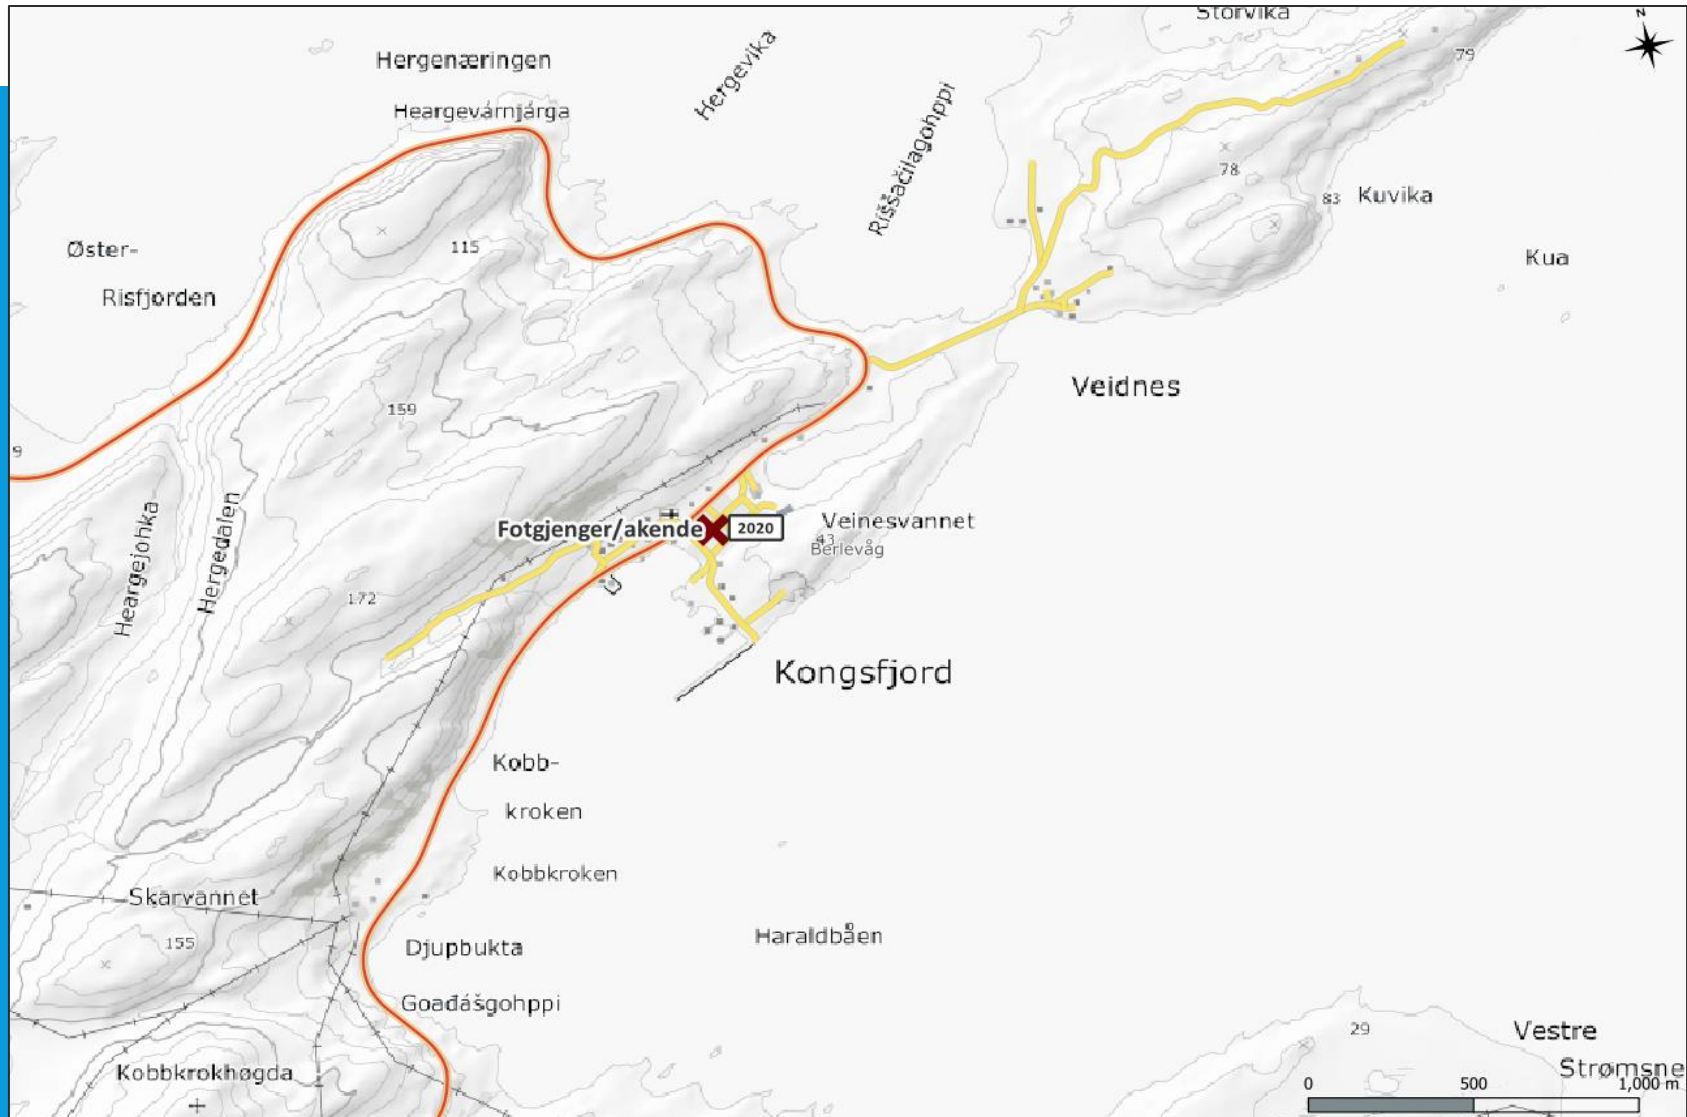 Storvika
N
Hergenæringen
Hergevika
79
Heargevárnjárga
Riššačilagohppi
78
83
Kuvika
Øster-
115
Kua
Risfjorden
Veidnes
159
9
Heargejohka
Hergedalen
Fotgjenger/akende
2020
Veinesvannet
43
Berlevåg
172
Kongsfjord
Kobb-
kroken
Kobbkroken
Skarvannet
155
Djupbukta
Haraldbåen
Goađášgohppi
29
Vestre
Strømsne
Kobbkrokhøgda
0
500
1,000 m